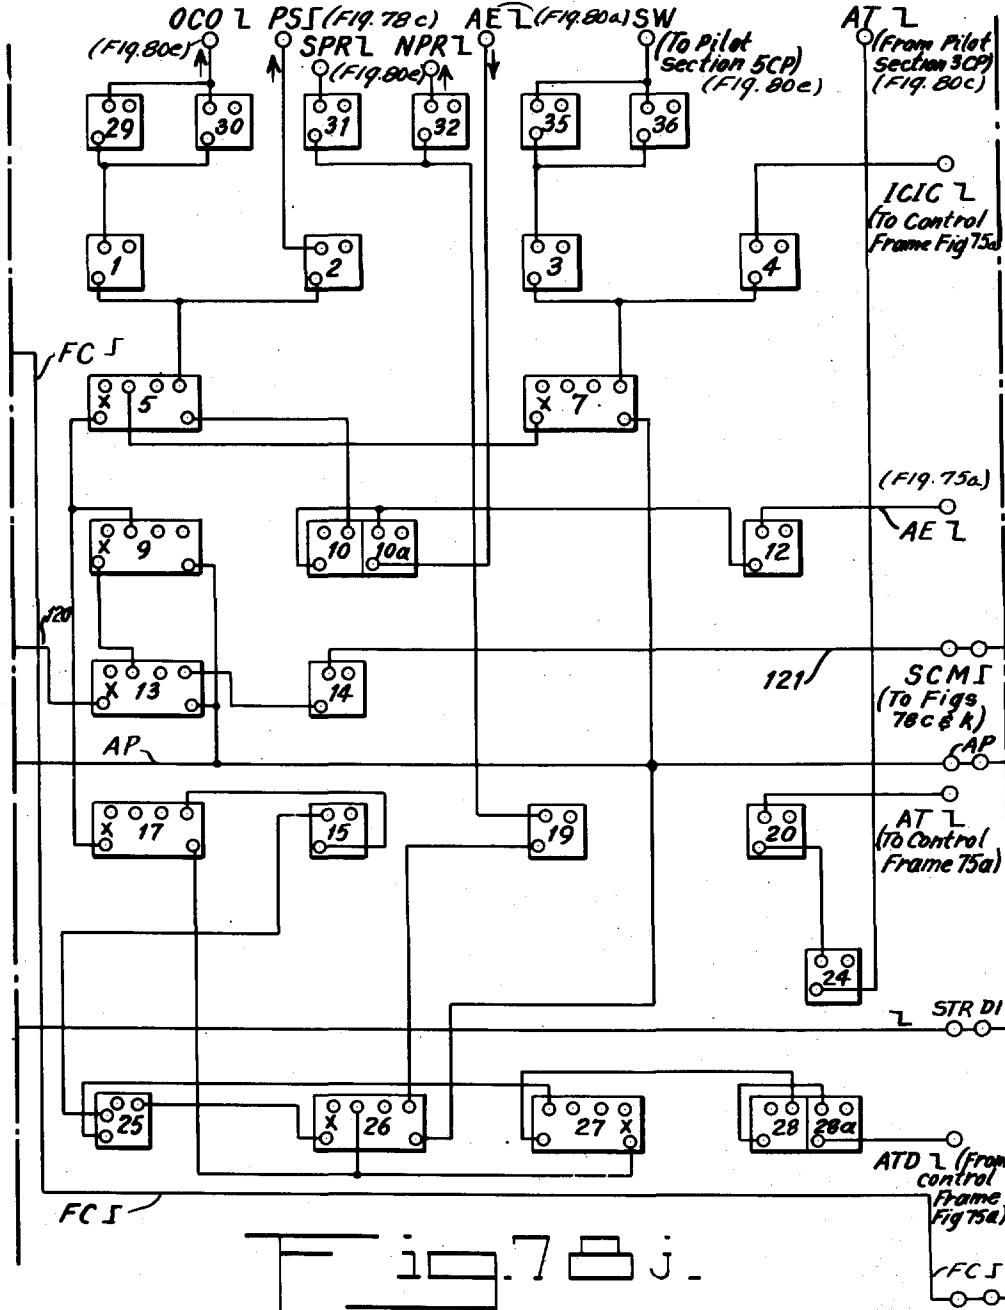 OCO PS (FIG. 78c) AE (FIG. 80a) SW AT
(FIG. 80e) SPR NPR (To Pilot section 5CP) (From Pilot section 3CP)
(FIG. 80e) (FIG. 80e) (FIG. 80c)
29 30 31 32 35 36
ICIC
(To Control
Frame Fig 75a)
1 2 3 4
FC
X 5 X 7
(FIG. 75a)
AE
X 9 10 10a 12
120
X 13 14 121
SCM
(To Figs
78c & k)
AP AP
X 17 15 19 20
AT
(To Control
Frame 75a)
24
STR DI
25 X 26 27 X 28 28a
ATD (From
control
Frame
Fig 75a)
FC
FC
Fig. 78j.